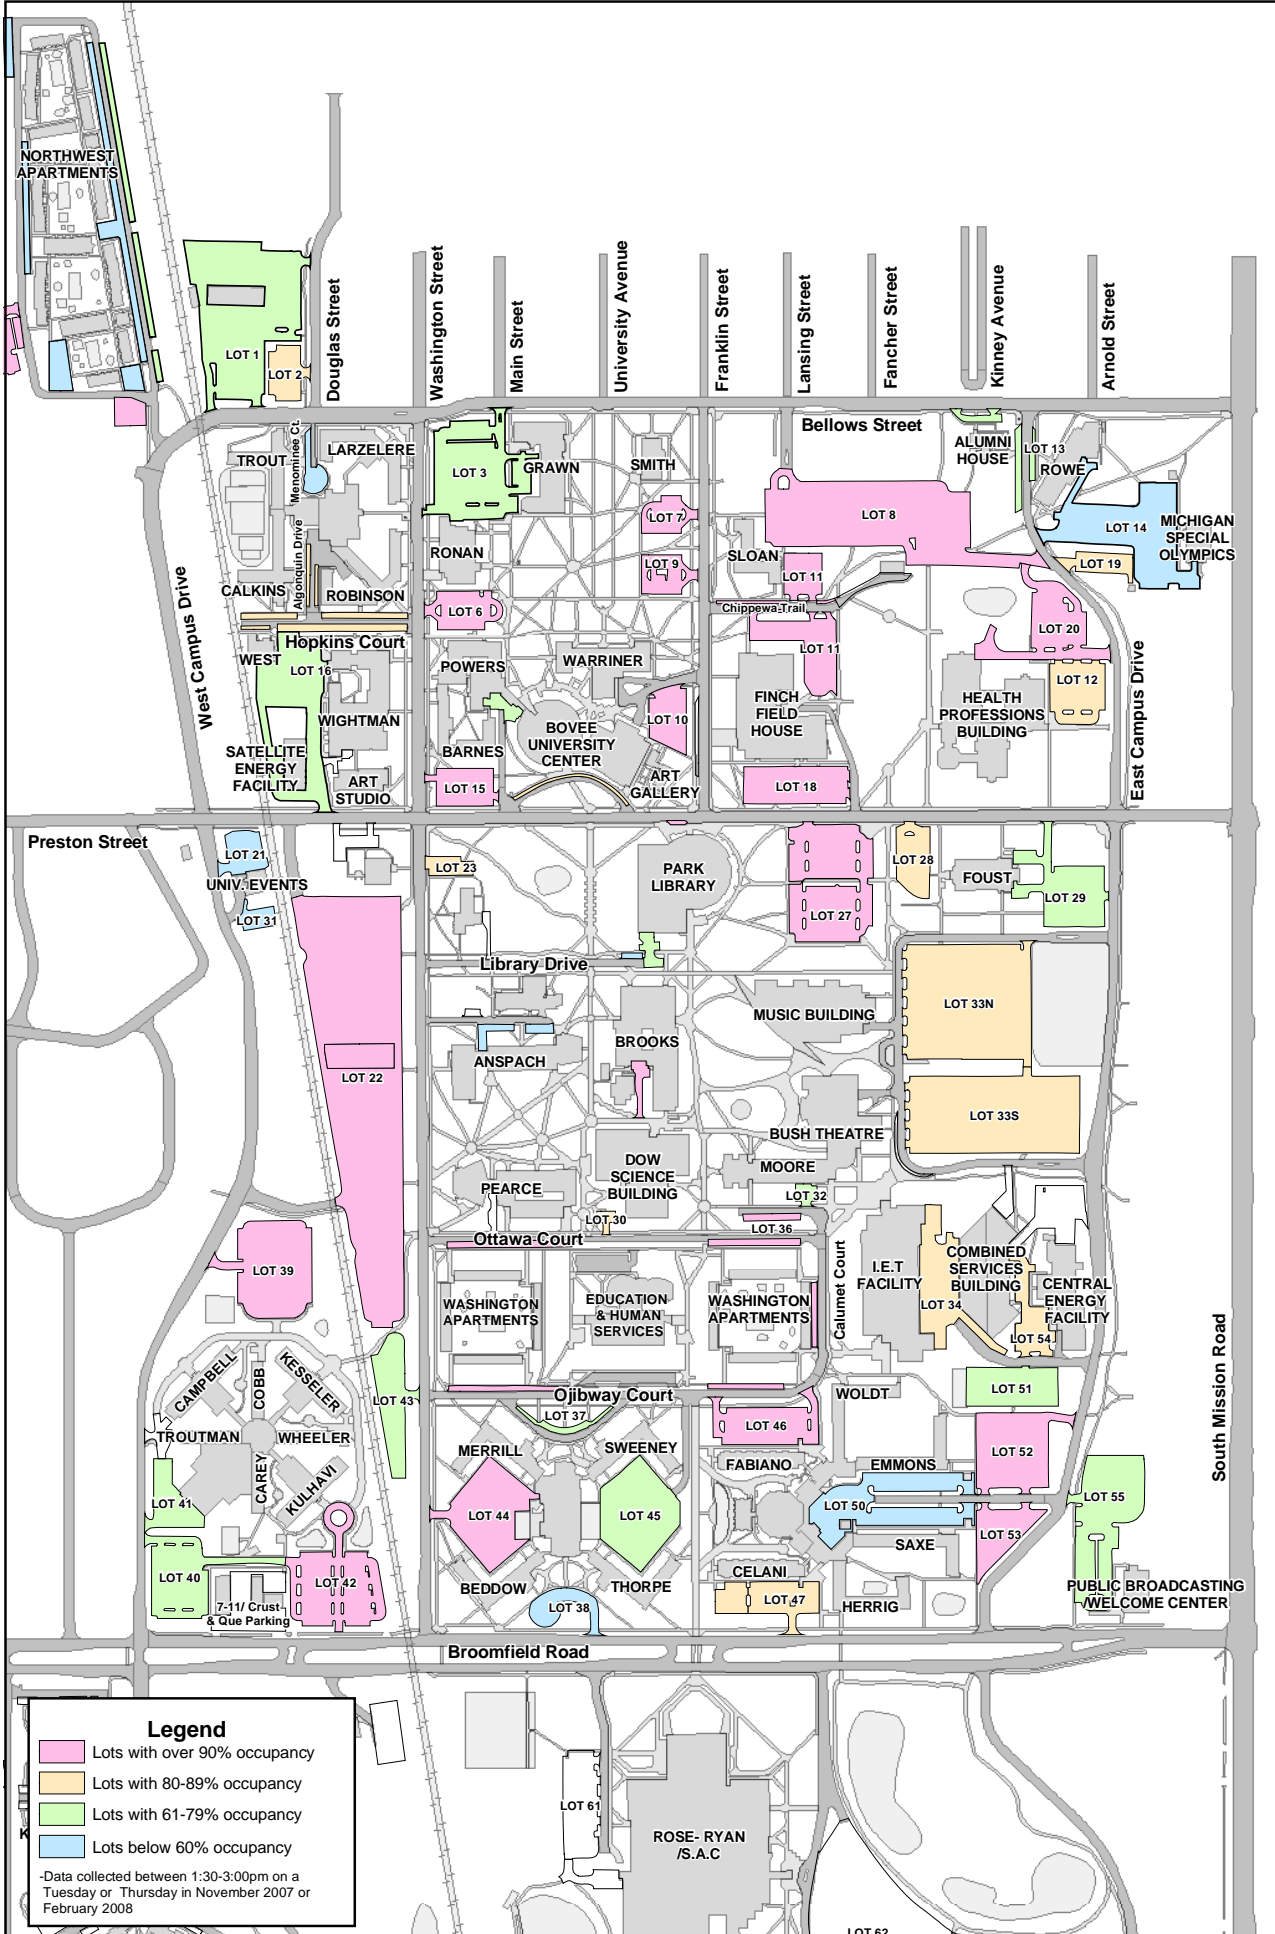 NORTHWEST
APARTMENTS
LOT 1
LOT 2
Douglas Street
Washington Street
Main Street
University Avenue
Franklin Street
Lansing Street
Fancher Street
Kinney Avenue
Arnold Street
Bellows Street
TROUT
Menominee Ct.
LARZELERE
LOT 3
GRAWN
SMITH
ALUMNI
HOUSE
LOT 13
ROWE
LOT 7
LOT 8
LOT 14
MICHIGAN
SPECIAL
OLYMPICS
RONAN
SLOAN
LOT 9
LOT 11
LOT 19
CALKINS
Algonquin Drive
ROBINSON
LOT 6
Chippewa Trail
LOT 20
West Campus Drive
Hopkins Court
WEST
LOT 16
POWERS
WARRINER
LOT 11
LOT 12
WIGHTMAN
LOT 10
FINCH
FIELD
HOUSE
HEALTH
PROFESSIONS
BUILDING
East Campus Drive
BOVEE
UNIVERSITY
CENTER
BARNES
SATELLITE
ENERGY
FACILITY
ART
STUDIO
LOT 15
ART
GALLERY
LOT 18
Preston Street
LOT 21
UNIV. EVENTS
LOT 31
LOT 23
PARK
LIBRARY
LOT 28
FOUST
LOT 29
LOT 27
Library Drive
LOT 33N
MUSIC BUILDING
BROOKS
ANSPACH
LOT 22
LOT 33S
BUSH THEATRE
DOW
SCIENCE
BUILDING
MOORE
PEARCE
LOT 32
LOT 30
LOT 36
Ottawa Court
LOT 39
Calumet Court
I.E.T
FACILITY
COMBINED
SERVICES
BUILDING
CENTRAL
ENERGY
FACILITY
LOT 34
LOT 54
WASHINGTON
APARTMENTS
EDUCATION
& HUMAN
SERVICES
WASHINGTON
APARTMENTS
South Mission Road
CAMPBELL
COBB
KESSELER
LOT 43
Ojibway Court
WOLDT
LOT 51
LOT 37
LOT 46
TROUTMAN
WHEELER
MERRILL
SWEENEY
FABIANO
EMMONS
LOT 52
CAREY
KULHAVI
LOT 41
LOT 44
LOT 45
LOT 50
LOT 55
LOT 53
SAXE
LOT 40
LOT 42
BEDDOW
THORPE
CELANI
LOT 38
LOT 47
HERRIG
PUBLIC BROADCASTING
/WELCOME CENTER
7-11/ Crust
& Que Parking
Broomfield Road
Legend
Lots with over 90% occupancy
Lots with 80-89% occupancy
Lots with 61-79% occupancy
Lots below 60% occupancy
-Data collected between 1:30-3:00pm on a
Tuesday or Thursday in November 2007 or
February 2008
LOT 61
ROSE- RYAN
/S.A.C
LOT 62